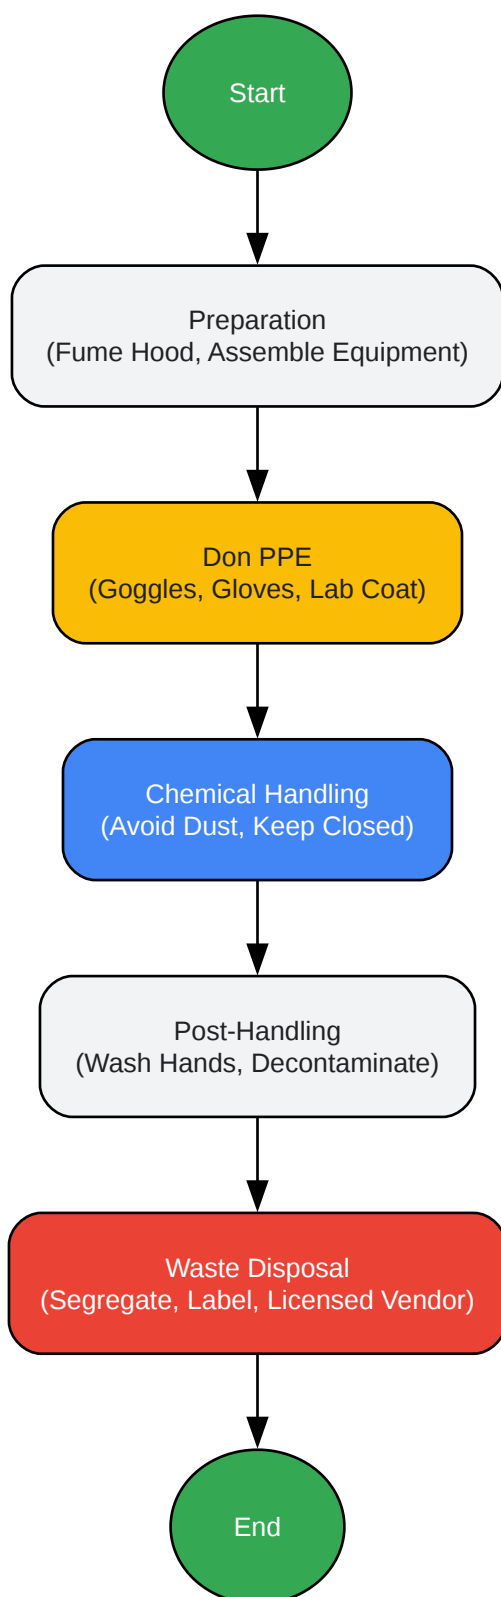 Start
Preparation
(Fume Hood, Assemble Equipment)
Don PPE
(Goggles, Gloves, Lab Coat)
Chemical Handling
(Avoid Dust, Keep Closed)
Post-Handling
(Wash Hands, Decontaminate)
Waste Disposal
(Segregate, Label, Licensed Vendor)
End